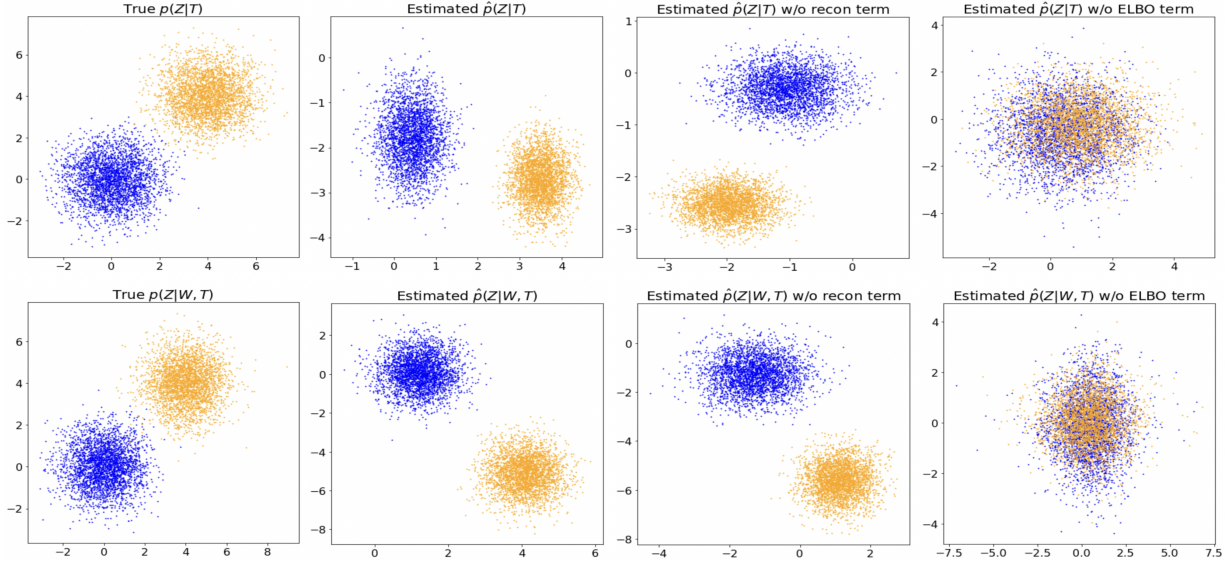 True p(Z|T)
6
4
2
0
−2
−2 0 2 4 6
Estimated p̂(Z|T)
0
−1
−2
−3
−4
−1 0 1 2 3 4
Estimated p̂(Z|T) w/o recon term
1
0
−1
−2
−3
−3 −2 −1 0
Estimated p̂(Z|T) w/o ELBO term
4
2
0
−2
−4
−2 0 2 4
True p(Z|W, T)
6
4
2
0
−2
−2 0 2 4 6 8
Estimated p̂(Z|W, T)
2
0
−2
−4
−6
−8
0 2 4 6
Estimated p̂(Z|W, T) w/o recon term
0
−2
−4
−6
−8
−4 −2 0 2
Estimated p̂(Z|W, T) w/o ELBO term
4
2
0
−2
−4
−7.5 −5.0 −2.5 0.0 2.5 5.0 7.5